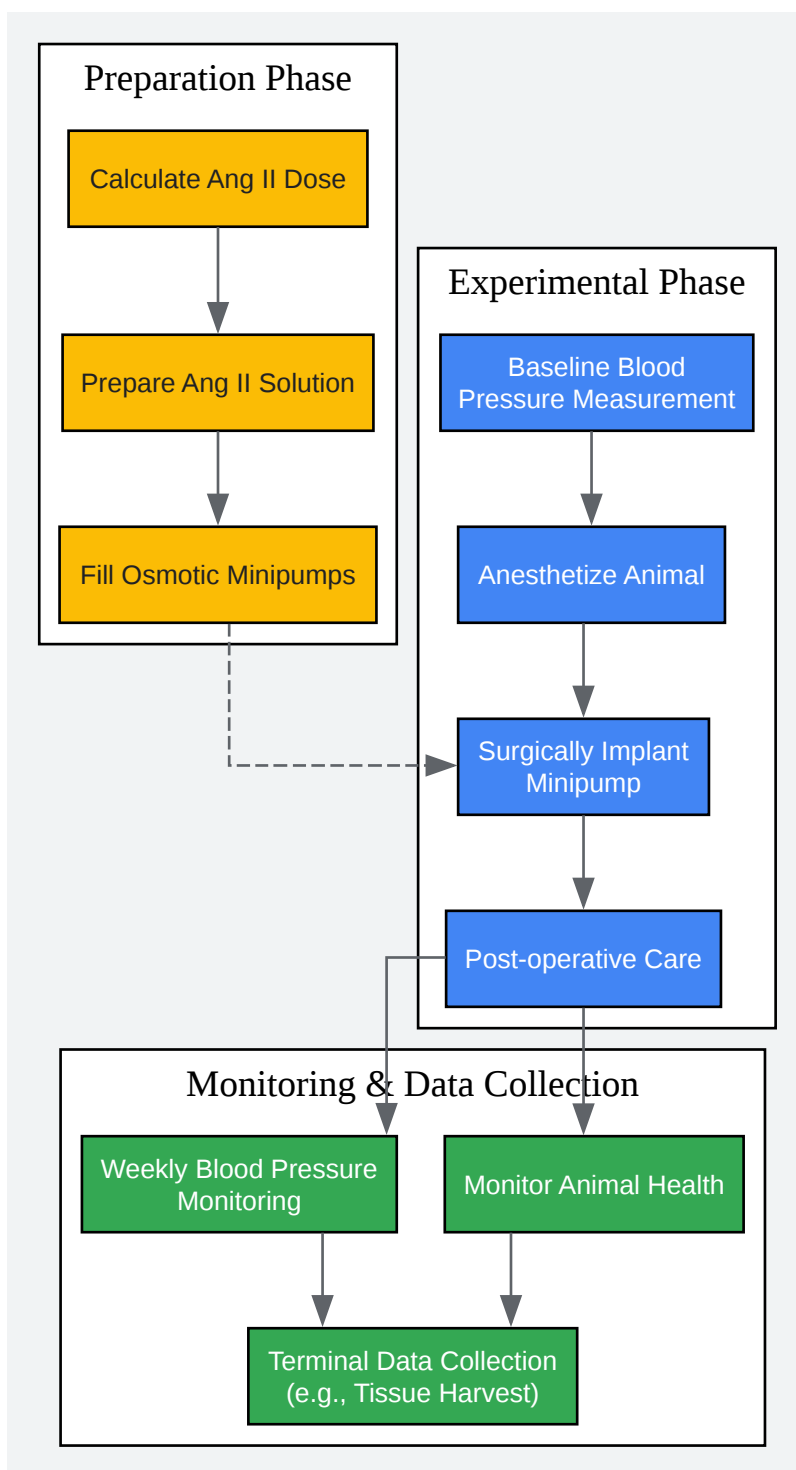 Preparation Phase
Calculate Ang II Dose
Prepare Ang II Solution
Fill Osmotic Minipumps
Experimental Phase
Baseline Blood
Pressure Measurement
Anesthetize Animal
Surgically Implant
Minipump
Post-operative Care
Monitoring & Data Collection
Weekly Blood Pressure
Monitoring
Monitor Animal Health
Terminal Data Collection
(e.g., Tissue Harvest)